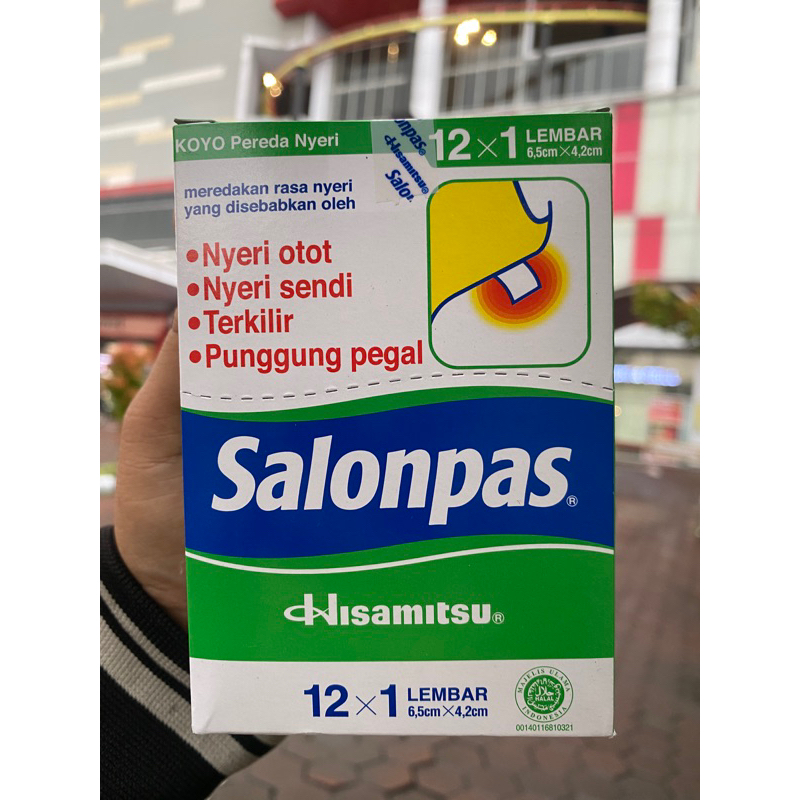 KOYO Pereda Nyeri
onpas®
Hisamitsu®
Salo
12×1 LEMBAR
6,5cm×4,2cm
meredakan rasa nyeri
yang disebabkan oleh
•Nyeri otot
•Nyeri sendi
•Terkilir
•Punggung pegal
Salonpas®
Hisamitsu®
12×1 LEMBAR
6,5cm×4,2cm
MAJELIS ULAMA
HALAL
INDONESIA
00140116810321